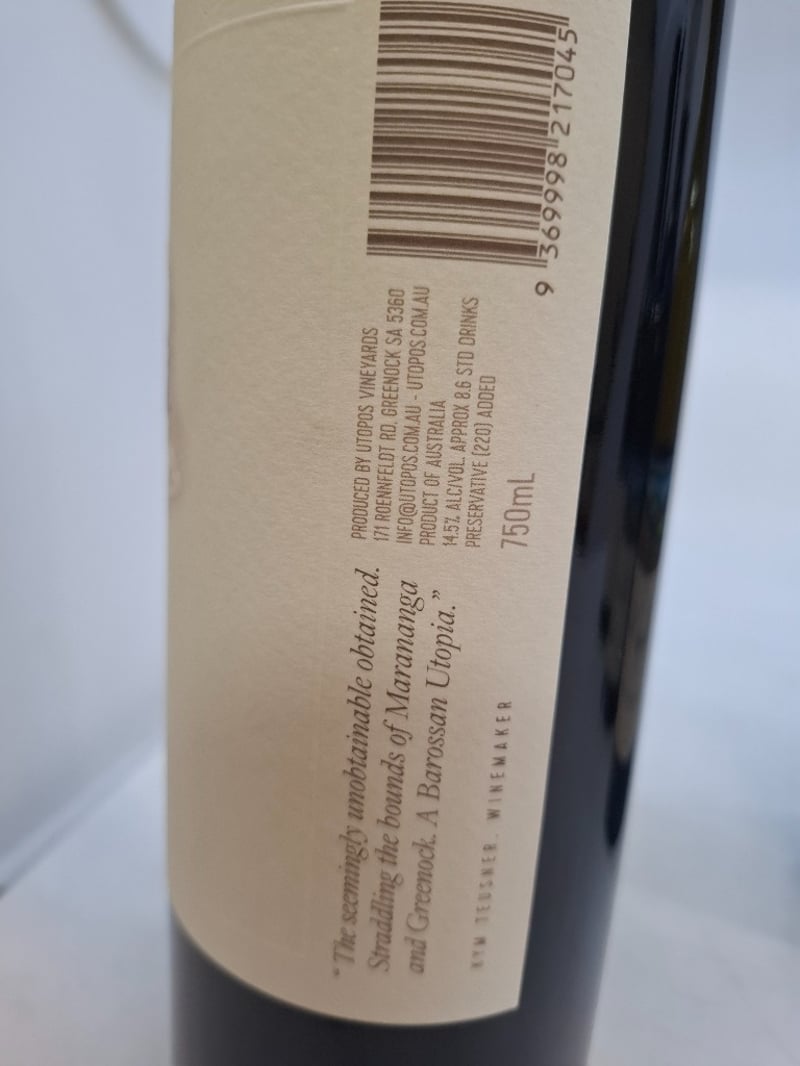 “The seemingly unobtainable obtained.
Straddling the bounds of Marananga
and Greenock. A Barossan Utopia.”
KYM TEUSNER. WINEMAKER
PRODUCED BY UTOPOS VINEYARDS
171 ROENNFELDT RD, GREENOCK SA 5360
INFO@UTOPOS.COM.AU - UTOPOS.COM.AU
PRODUCT OF AUSTRALIA
14.5% ALC/VOL. APPROX 8.6 STD DRINKS
PRESERVATIVE (220) ADDED
750mL
9 369998 217045